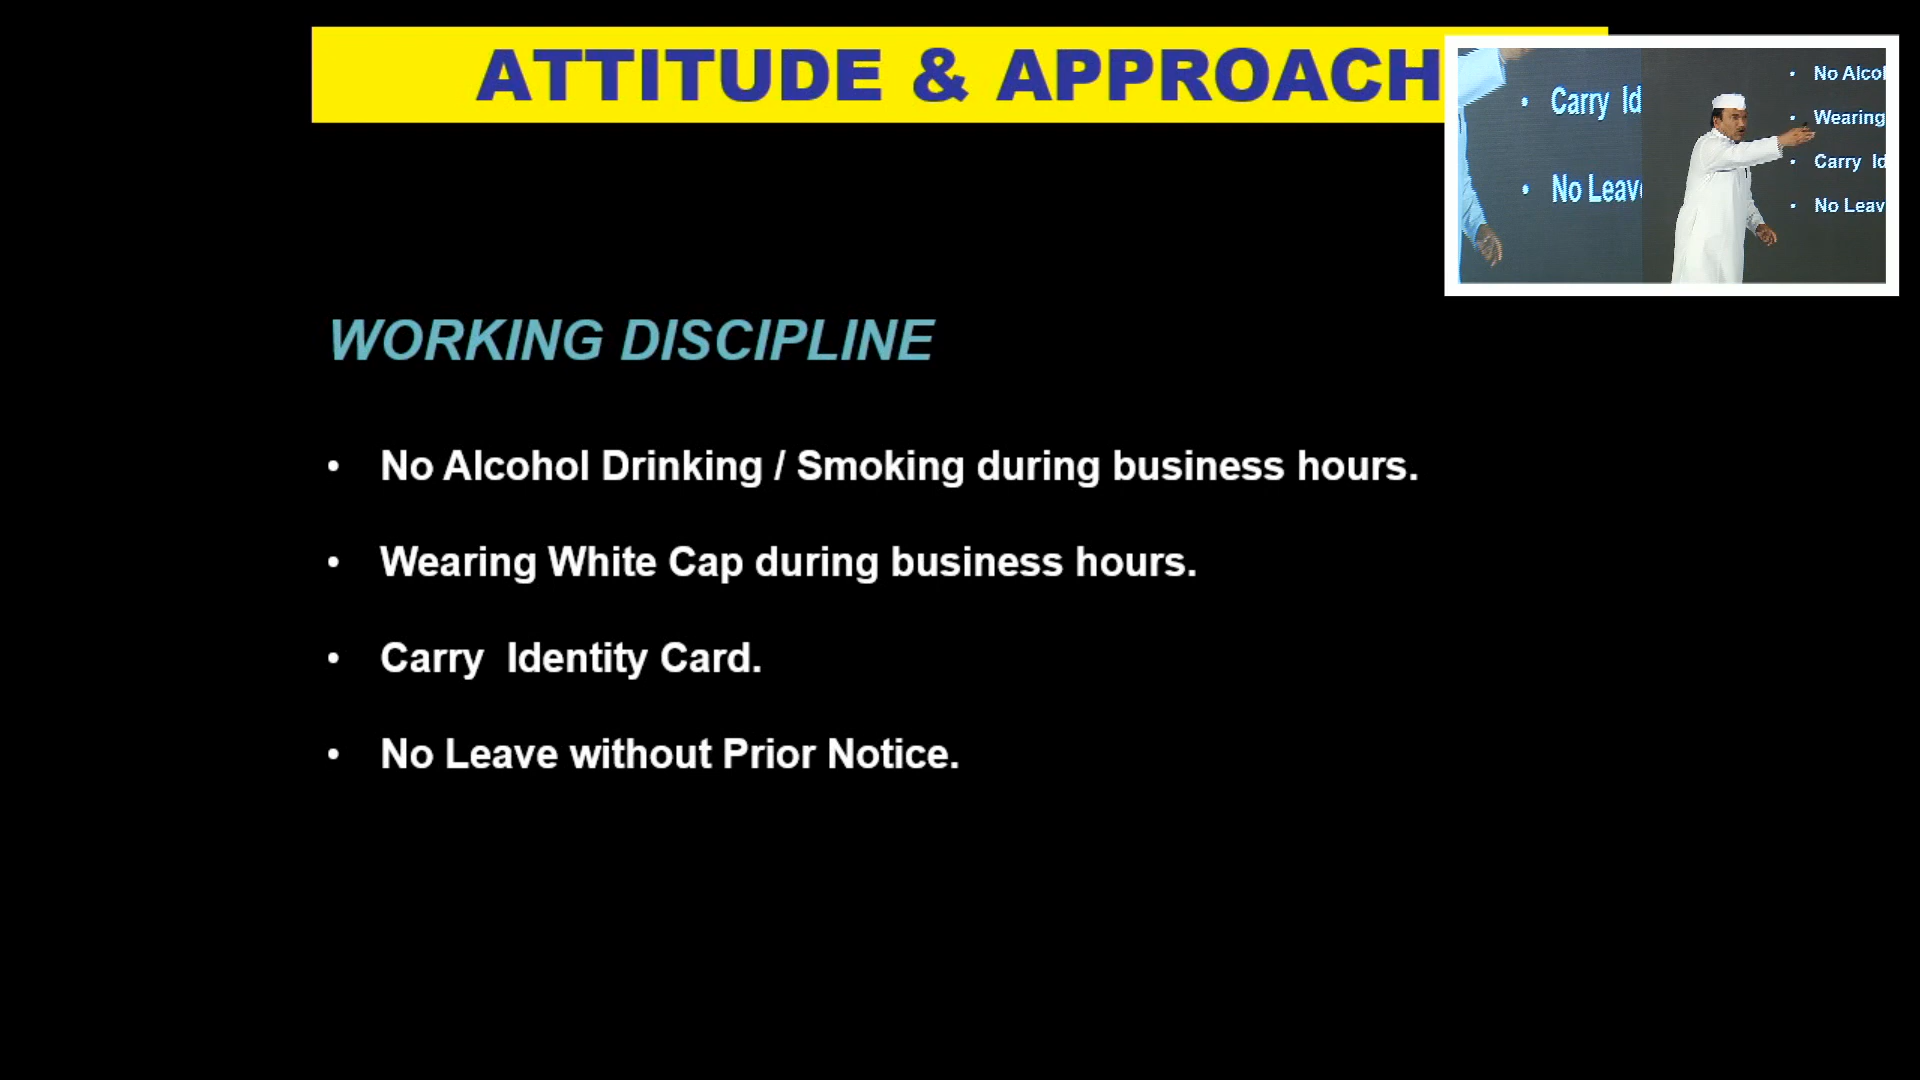 ATTITUDE & APPROACH
WORKING DISCIPLINE
• No Alcohol Drinking / Smoking during business hours.
• Wearing White Cap during business hours.
• Carry Identity Card.
• No Leave without Prior Notice.
• Carry Id
• No Leav
• No Alco
• Wearing
• Carry Id
• No Leav